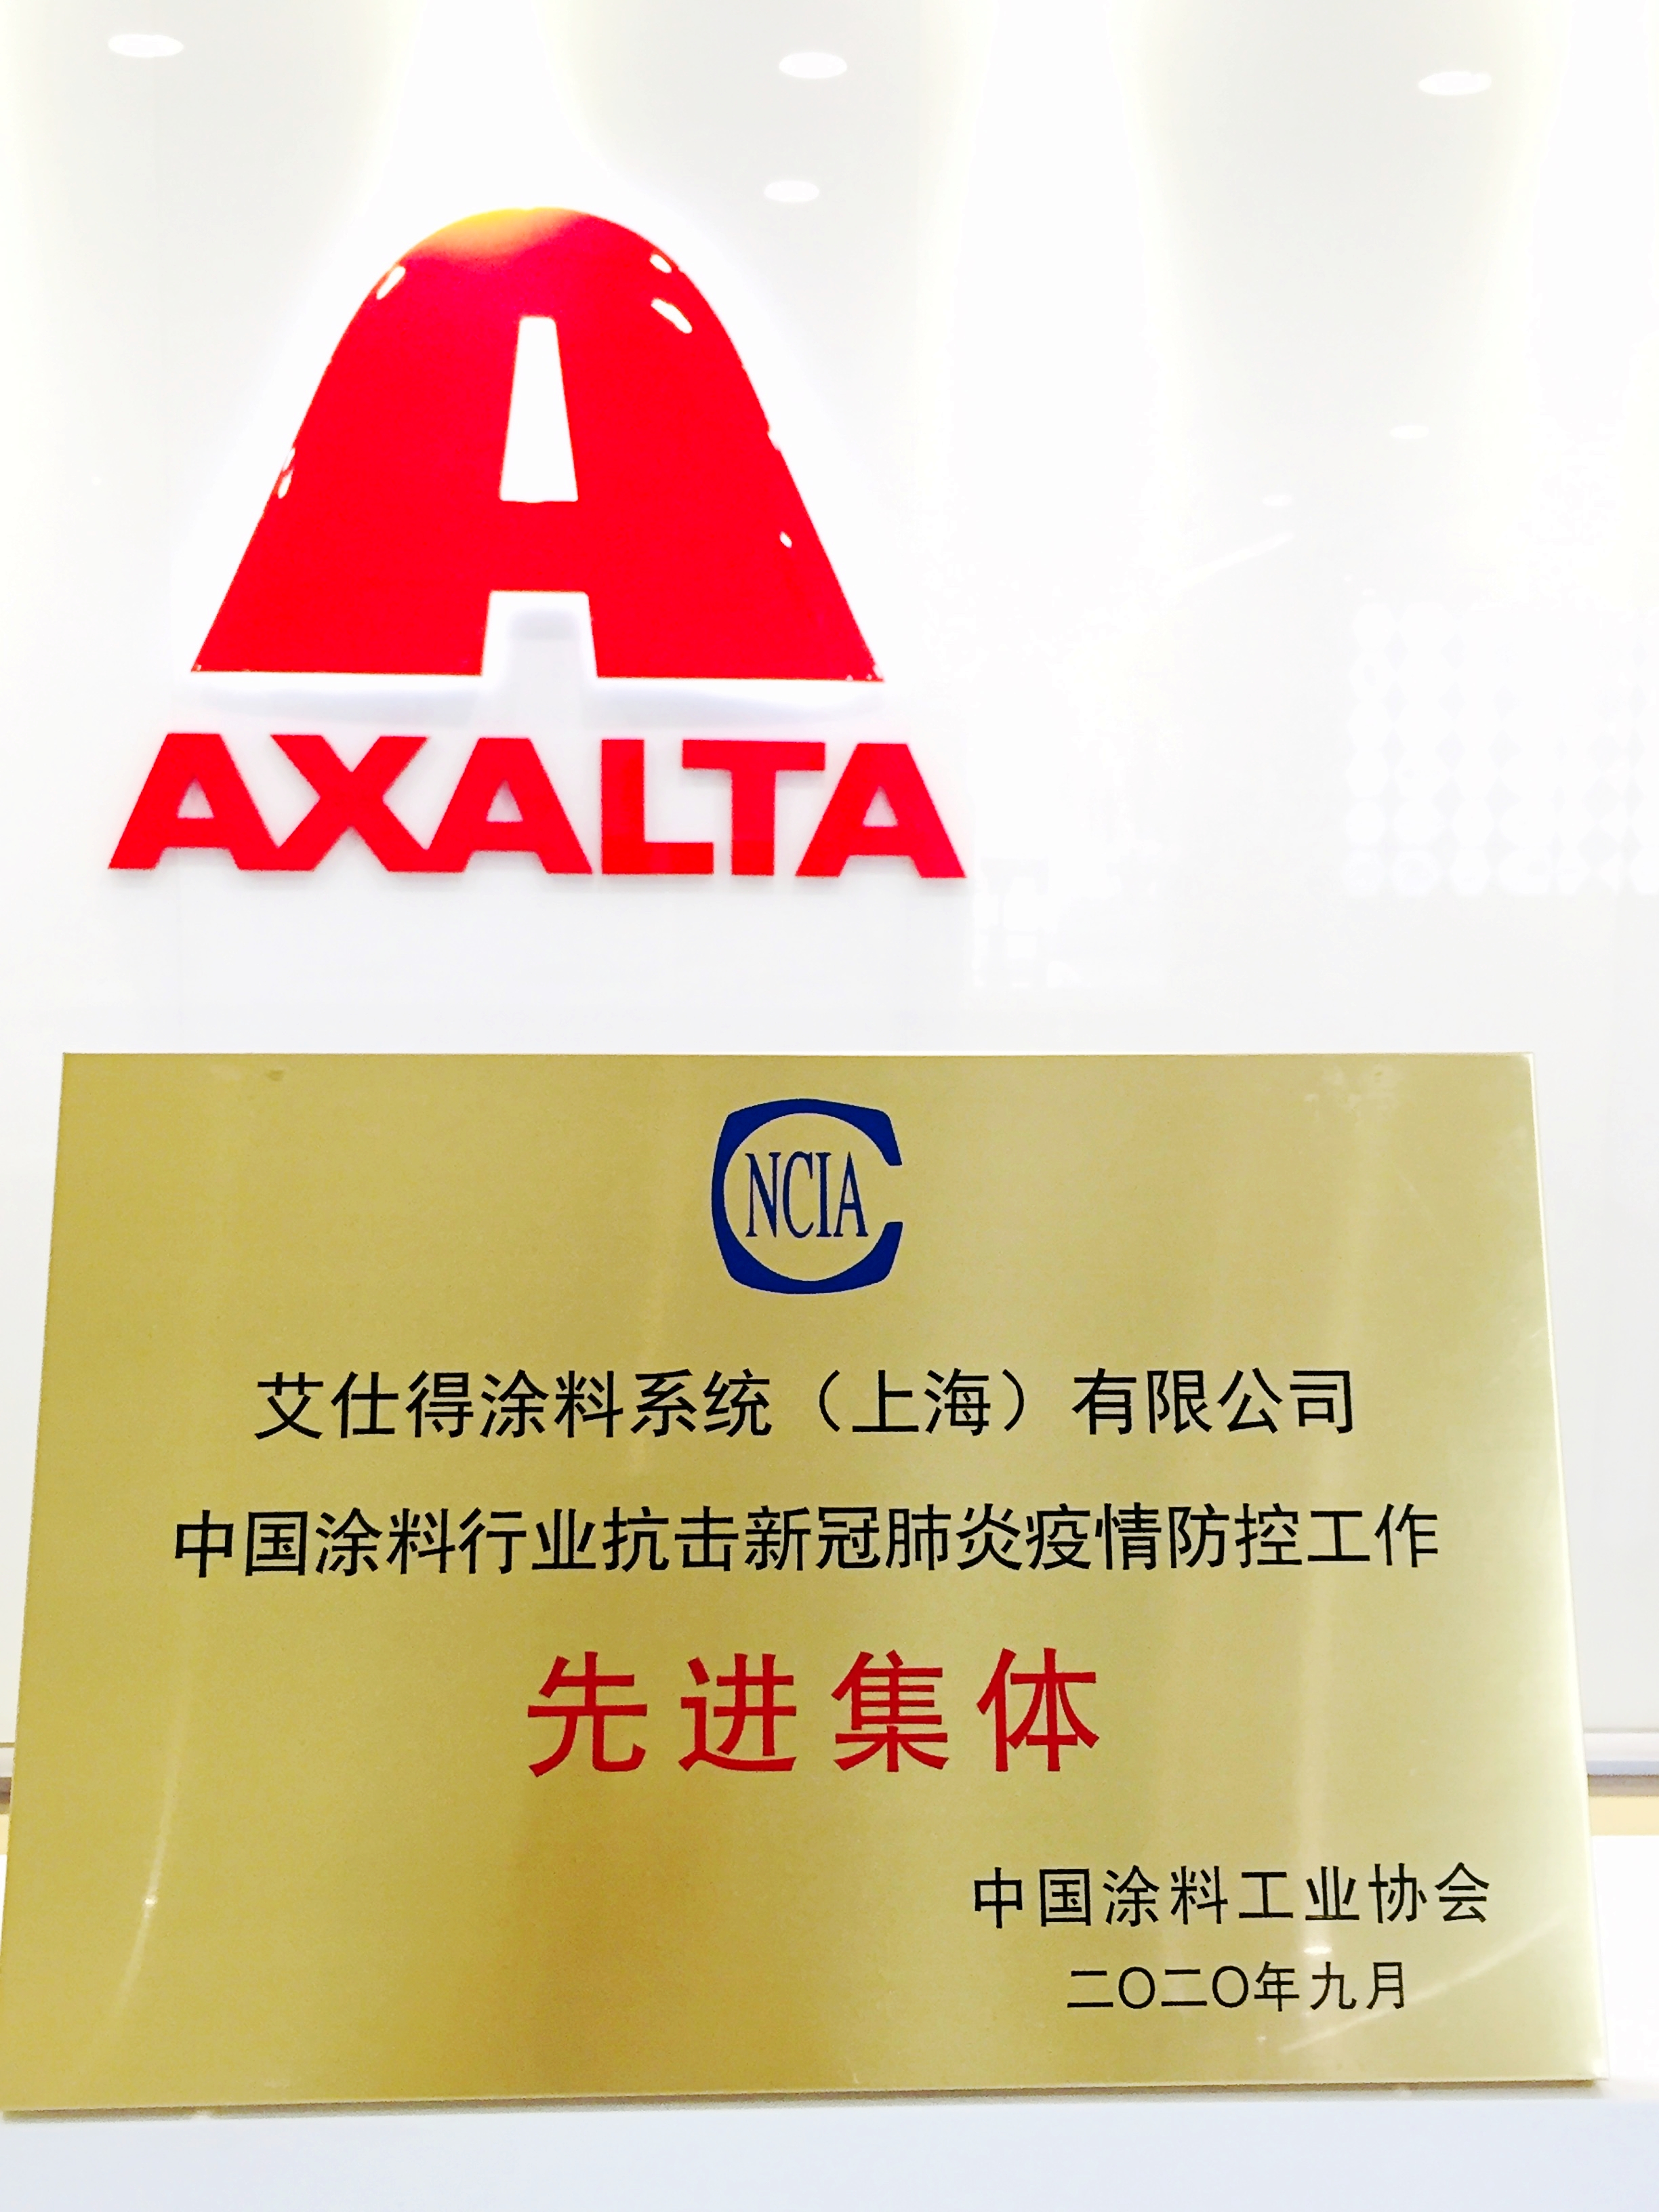 A
AXALTA
NCIA
艾仕得涂料系统（上海）有限公司
中国涂料行业抗击新冠肺炎疫情防控工作
先进集体
中国涂料工业协会
二〇二〇年九月